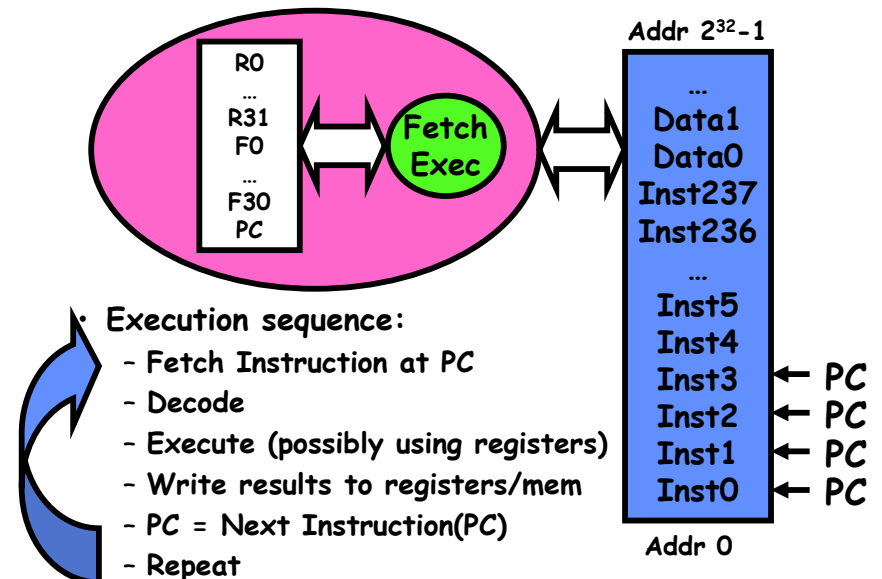 R0
…
R31
F0
…
F30
PC
Fetch
Exec
Addr 2³²-1
…
Data1
Data0
Inst237
Inst236
…
Inst5
Inst4
Inst3
Inst2
Inst1
Inst0
PC
PC
PC
PC
Addr 0
• Execution sequence:
– Fetch Instruction at PC
– Decode
– Execute (possibly using registers)
– Write results to registers/mem
– PC = Next Instruction(PC)
– Repeat